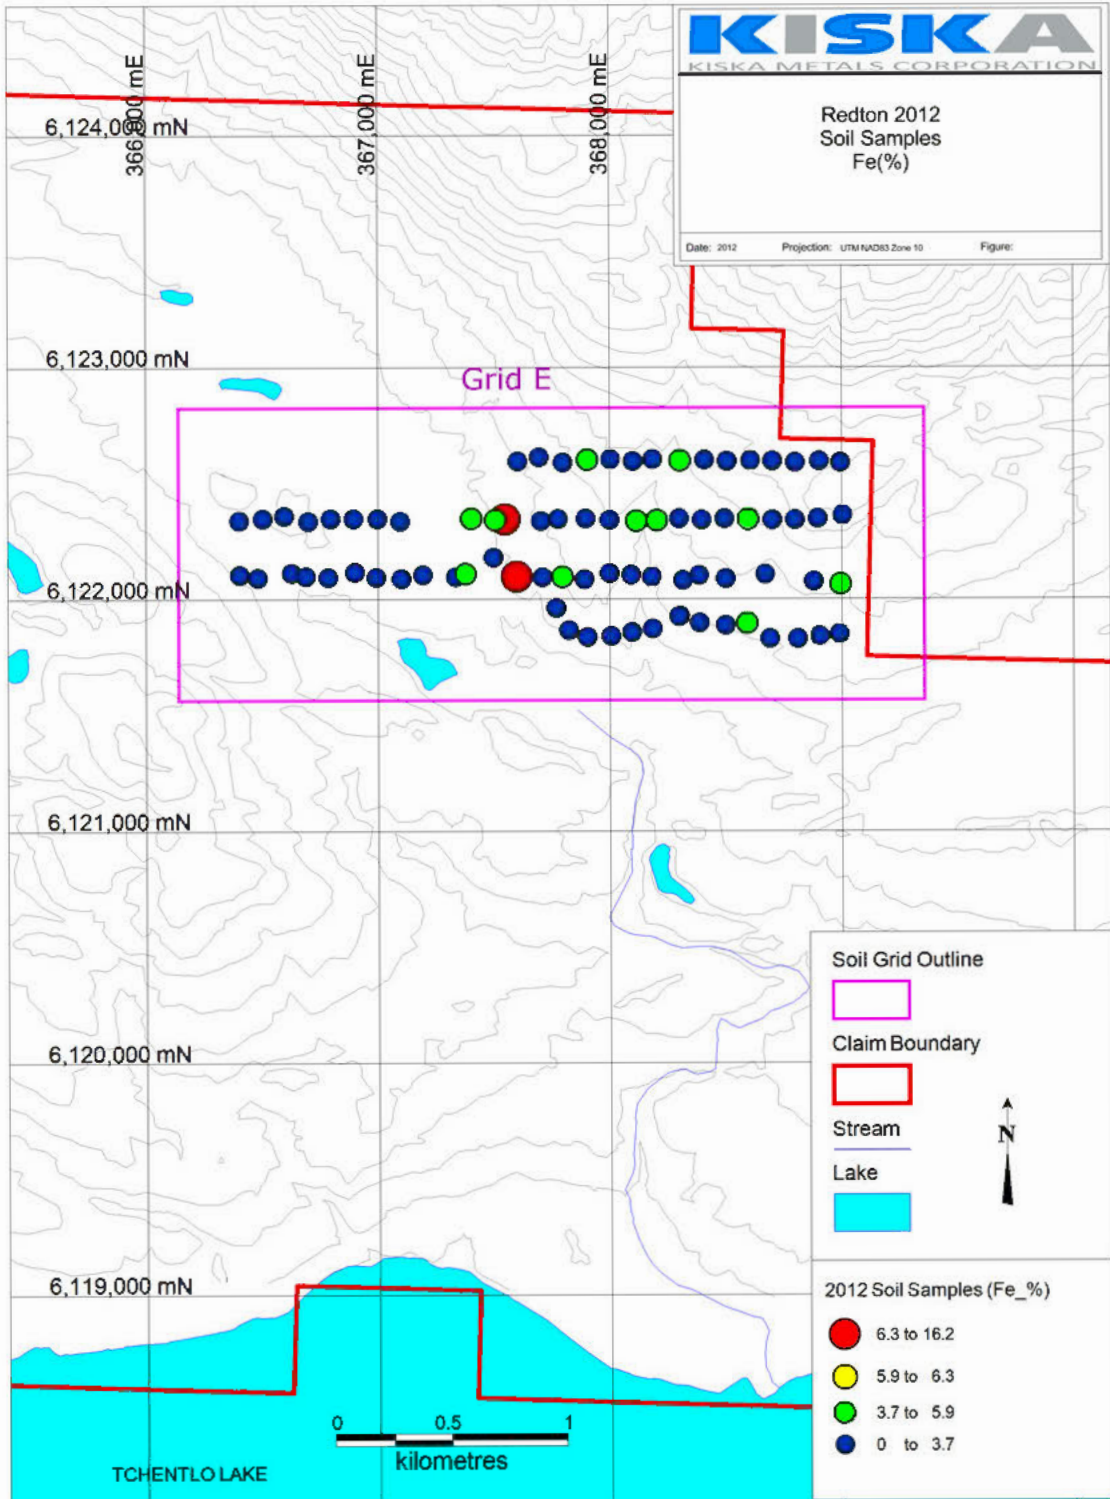 KISKA
KISKA METALS CORPORATION
Redton 2012
Soil Samples
Fe(%)
Date: 2012 Projection: UTM NAD83 Zone 10 Figure:
366,000 mE
367,000 mE
368,000 mE
6,124,000 mN
6,123,000 mN
Grid E
6,122,000 mN
6,121,000 mN
6,120,000 mN
6,119,000 mN
Soil Grid Outline
Claim Boundary
Stream
N
Lake
2012 Soil Samples (Fe_%)
6.3 to 16.2
5.9 to 6.3
3.7 to 5.9
0 to 3.7
0 0.5 1
kilometres
TCHENTLO LAKE